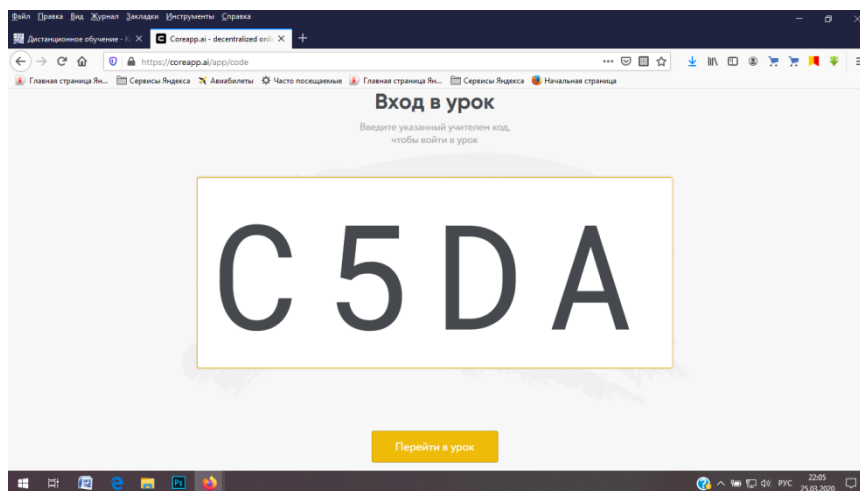 Файл Правка Вид Журнал Закладки Инструменты Справка
Дистанционное обучение - К Coreapp.ai - decentralized onli
https://coreapp.ai/app/code
Главная страница Ян... Сервисы Яндекса Авиабилеты Часто посещаемые Главная страница Ян... Сервисы Яндекса Начальная страница
Вход в урок
Введите указанный учителем код,
чтобы войти в урок
C5DA
Перейти в урок
РУС
22:05
25.03.2020